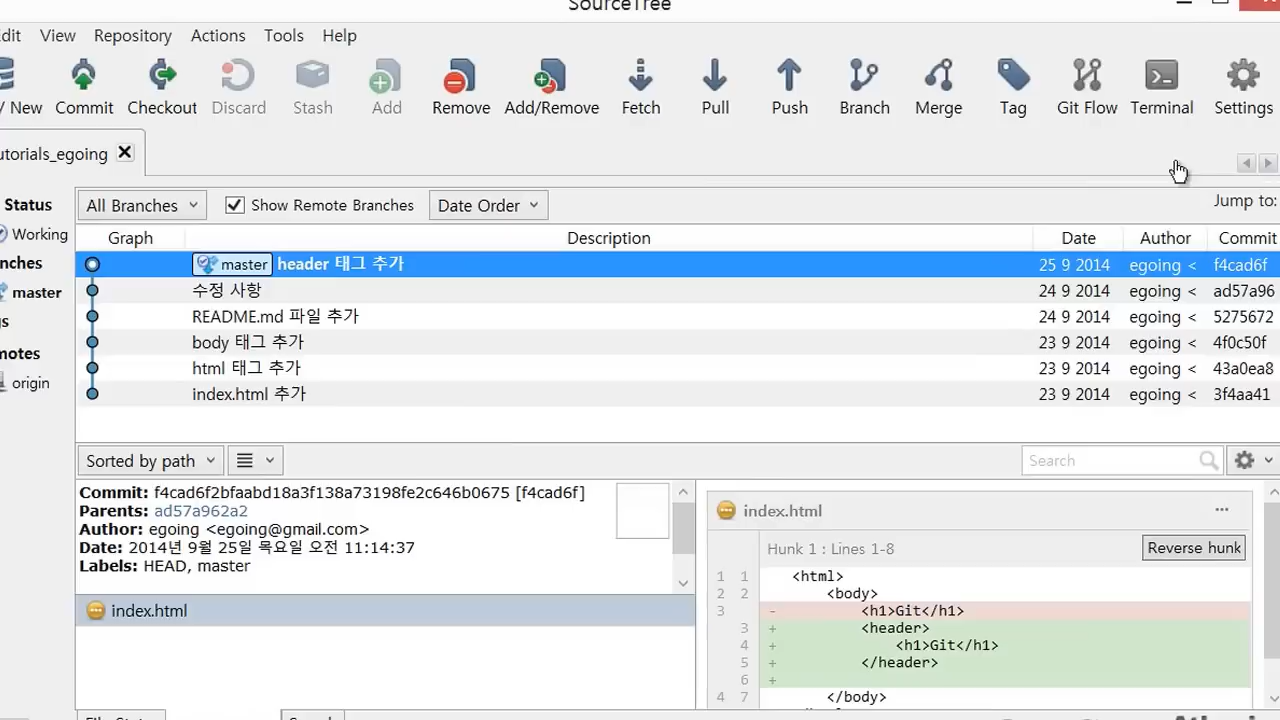 SourceTree
dit View Repository Actions Tools Help
/ New Commit Checkout Discard Stash Add Remove Add/Remove Fetch Pull Push Branch Merge Tag Git Flow Terminal Settings
utorials_egoing
Status
Working
nches
master
s
motes
origin
All Branches Show Remote Branches Date Order Jump to:
Graph Description Date Author Commit
master header 태그 추가 25 9 2014 egoing < f4cad6f
수정 사항 24 9 2014 egoing < ad57a96
README.md 파일 추가 24 9 2014 egoing < 5275672
body 태그 추가 23 9 2014 egoing < 4f0c50f
html 태그 추가 23 9 2014 egoing < 43a0ea8
index.html 추가 23 9 2014 egoing < 3f4aa41
Sorted by path Search
Commit: f4cad6f2bfaabd18a3f138a73198fe2c646b0675 [f4cad6f]
Parents: ad57a962a2
Author: egoing <egoing@gmail.com>
Date: 2014년 9월 25일 목요일 오전 11:14:37
Labels: HEAD, master
index.html
index.html ...
Hunk 1 : Lines 1-8 Reverse hunk
1 1 <html>
2 2 <body>
3 - <h1>Git</h1>
3 + <header>
4 + <h1>Git</h1>
5 + </header>
6 +
4 7 </body>